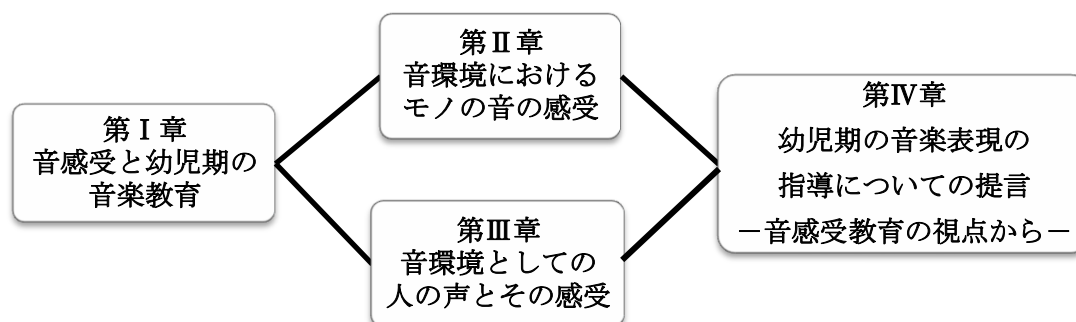 第Ⅰ章
音感受と幼児期の
音楽教育
第Ⅱ章
音環境における
モノの音の感受
第Ⅲ章
音環境としての
人の声とその感受
第Ⅳ章
幼児期の音楽表現の
指導についての提言
－音感受教育の視点から－